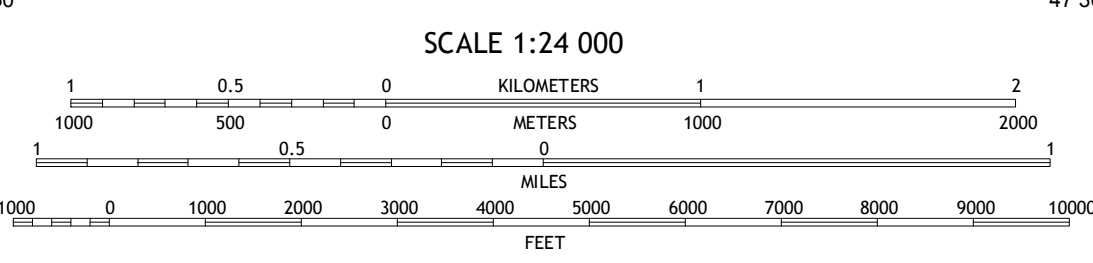 SCALE 1:24 000
1 0.5 0 KILOMETERS 1 2
1000 500 0 METERS 1000 2000
1 0.5 0 1
MILES
1000 0 1000 2000 3000 4000 5000 6000 7000 8000 9000 10000
FEET